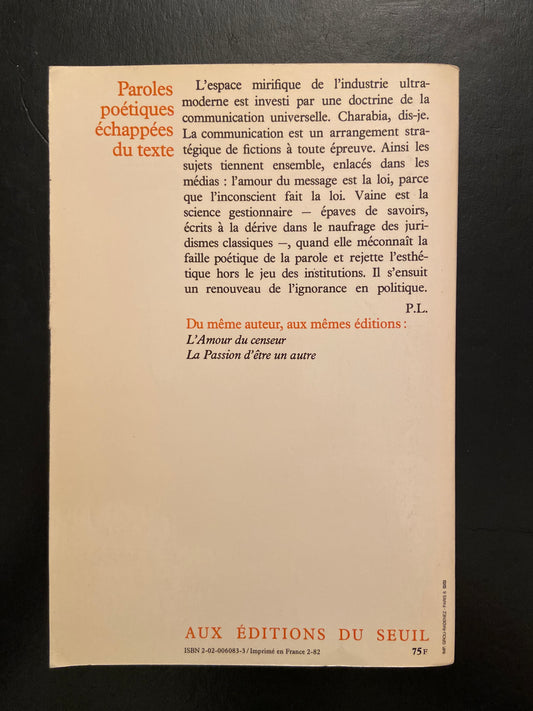 Paroles
poétiques
échappées
du texte
L'espace mirifique de l'industrie ultra-
moderne est investi par une doctrine de la
communication universelle. Charabia, dis-je.
La communication est un arrangement stra-
tégique de fictions à toute épreuve. Ainsi les
sujets tiennent ensemble, enlacés dans les
médias : l'amour du message est la loi, parce
que l'inconscient fait la loi. Vaine est la
science gestionnaire — épaves de savoirs,
écrits à la dérive dans le naufrage des juri-
dismes classiques —, quand elle méconnaît la
faille poétique de la parole et rejette l'esthé-
tique hors le jeu des institutions. Il s'ensuit
un renouveau de l'ignorance en politique.
P.L.
Du même auteur, aux mêmes éditions :
L'Amour du censeur
La Passion d'être un autre
AUX ÉDITIONS DU SEUIL
ISBN 2-02-006083-3 / Imprimé en France 2-82
75 F